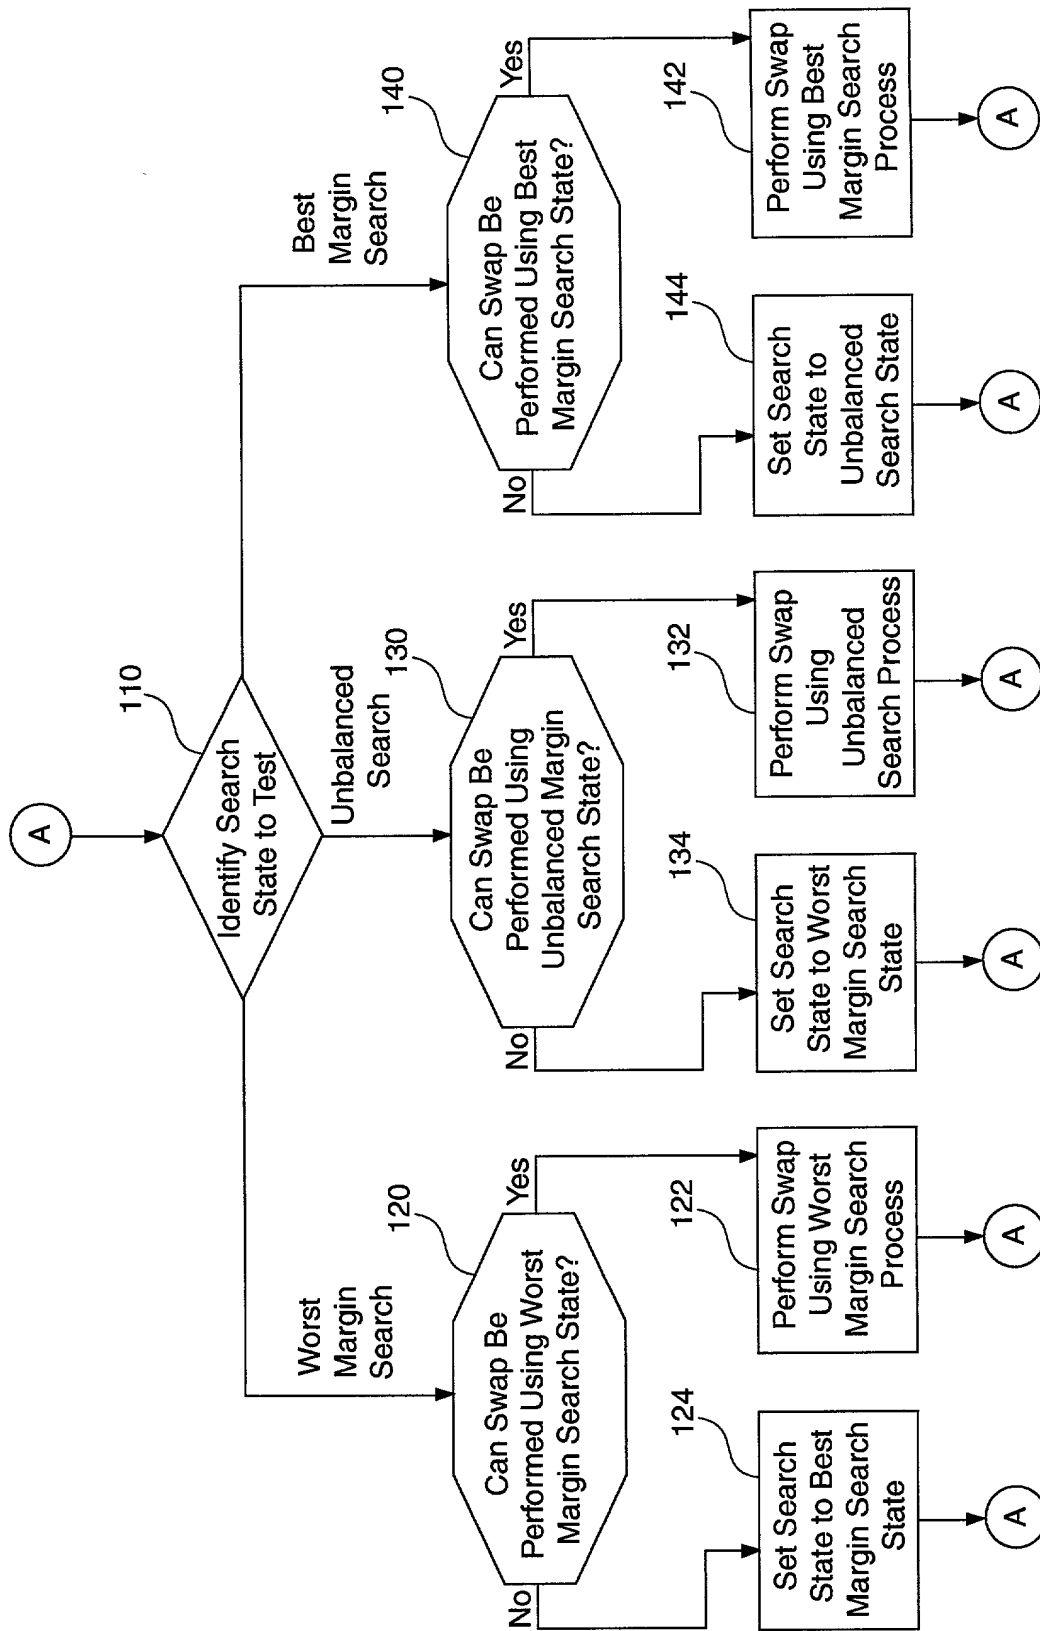 A
110
Identify Search
State to Test
Worst
Margin
Search
Unbalanced
Search
Best
Margin
Search
120
Can Swap Be
Performed Using Worst
Margin Search State?
No
Yes
130
Can Swap Be
Performed Using
Unbalanced Margin
Search State?
No
Yes
140
Can Swap Be
Performed Using Best
Margin Search State?
No
Yes
124
Set Search
State to Best
Margin Search
State
122
Perform Swap
Using Worst
Margin Search
Process
134
Set Search
State to Worst
Margin Search
State
132
Perform Swap
Using
Unbalanced
Search Process
144
Set Search
State to
Unbalanced
Search State
142
Perform Swap
Using Best
Margin Search
Process
A
A
A
A
A
A